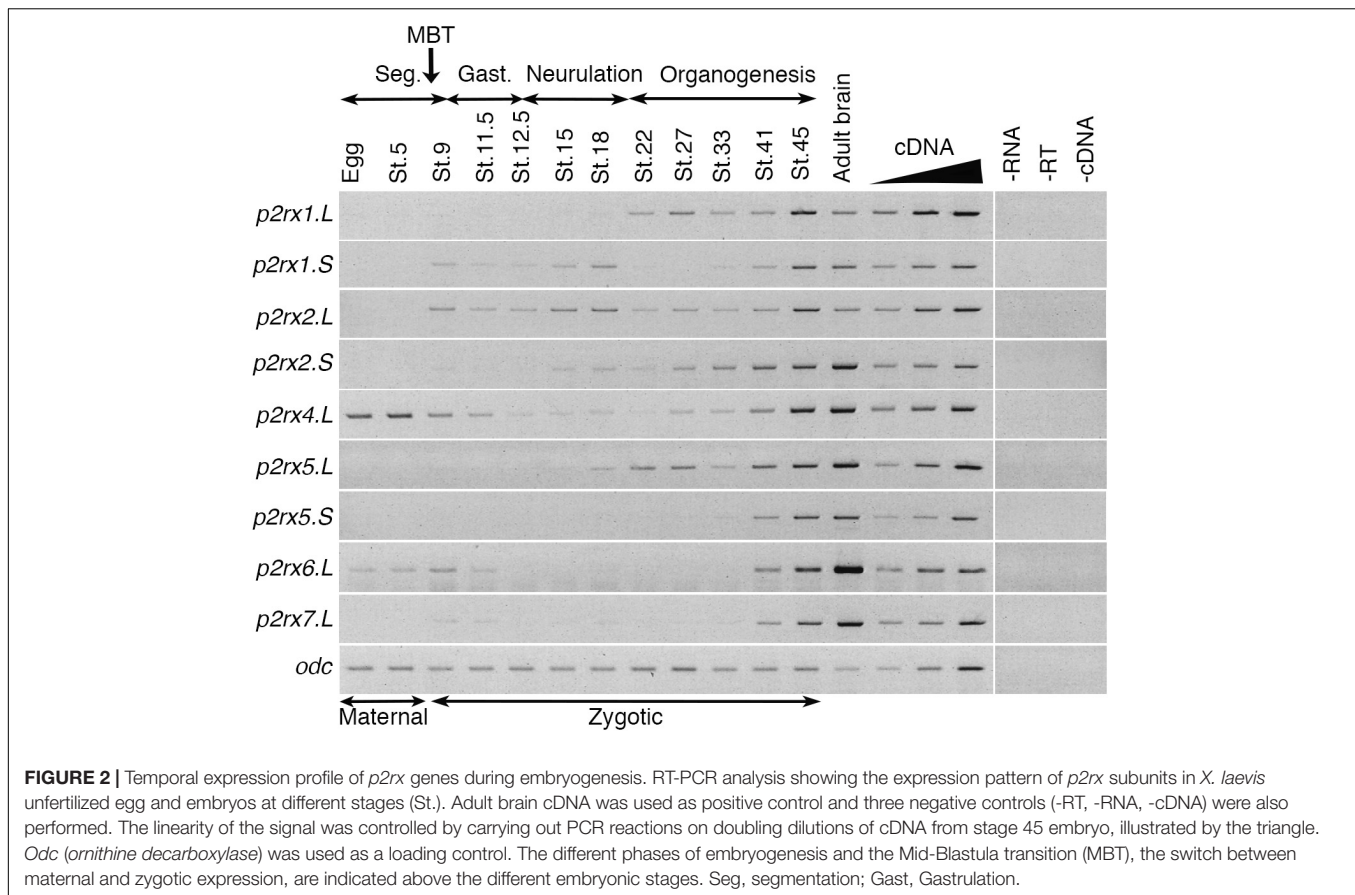 MBT
Seg. Gast. Neurulation Organogenesis
Egg St.5 St.9 St.11.5 St.12.5 St.15 St.18 St.22 St.27 St.33 St.41 St.45 Adult brain cDNA -RNA -RT -cDNA
p2rx1.L
p2rx1.S
p2rx2.L
p2rx2.S
p2rx4.L
p2rx5.L
p2rx5.S
p2rx6.L
p2rx7.L
odc
Maternal Zygotic
FIGURE 2 | Temporal expression profile of p2rx genes during embryogenesis. RT-PCR analysis showing the expression pattern of p2rx subunits in X. laevis
unfertilized egg and embryos at different stages (St.). Adult brain cDNA was used as positive control and three negative controls (-RT, -RNA, -cDNA) were also
performed. The linearity of the signal was controlled by carrying out PCR reactions on doubling dilutions of cDNA from stage 45 embryo, illustrated by the triangle.
Odc (ornithine decarboxylase) was used as a loading control. The different phases of embryogenesis and the Mid-Blastula transition (MBT), the switch between
maternal and zygotic expression, are indicated above the different embryonic stages. Seg, segmentation; Gast, Gastrulation.